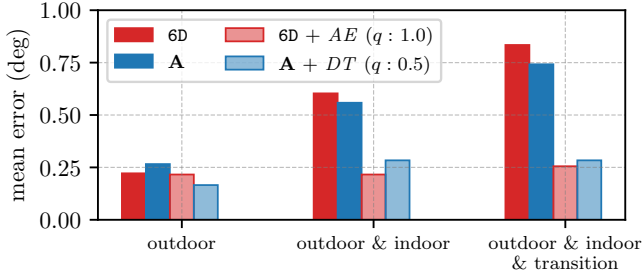 1.00
0.75
0.50
0.25
0.00
mean error (deg)
6D
A
6D + AE (q : 1.0)
A + DT (q : 0.5)
outdoor
outdoor & indoor
outdoor & indoor
& transition